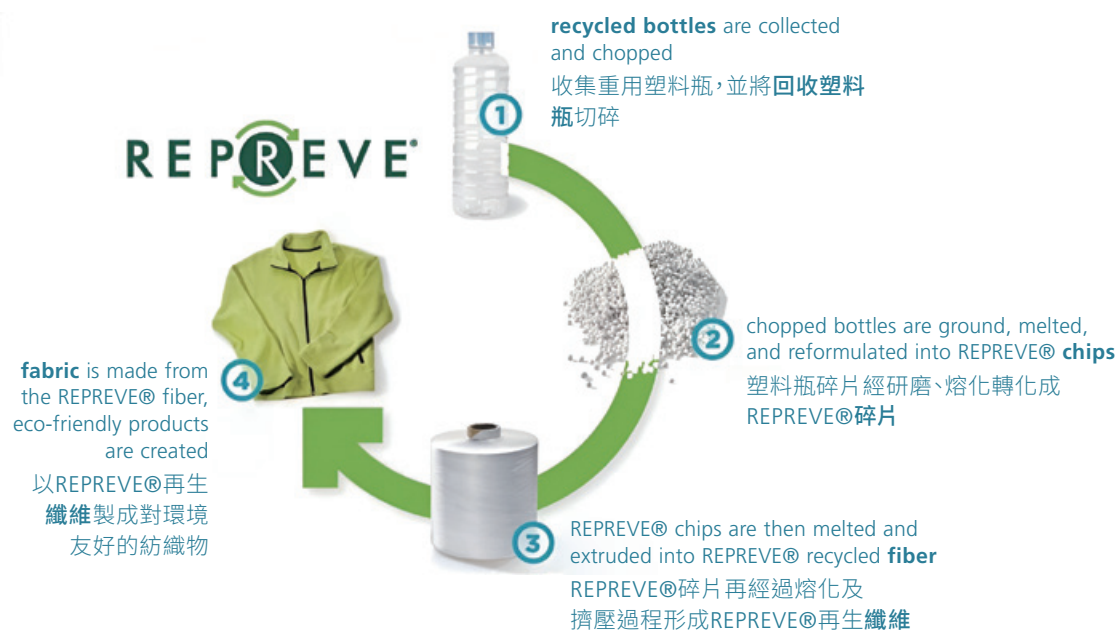 REPREVE®
1
recycled bottles are collected
and chopped
收集重用塑料瓶，並將回收塑料
瓶切碎
2
chopped bottles are ground, melted,
and reformulated into REPREVE® chips
塑料瓶碎片經研磨、熔化轉化成
REPREVE®碎片
3
REPREVE® chips are then melted and
extruded into REPREVE® recycled fiber
REPREVE®碎片再經過熔化及
擠壓過程形成REPREVE®再生纖維
4
fabric is made from
the REPREVE® fiber,
eco-friendly products
are created
以REPREVE®再生
纖維製成對環境
友好的紡織物